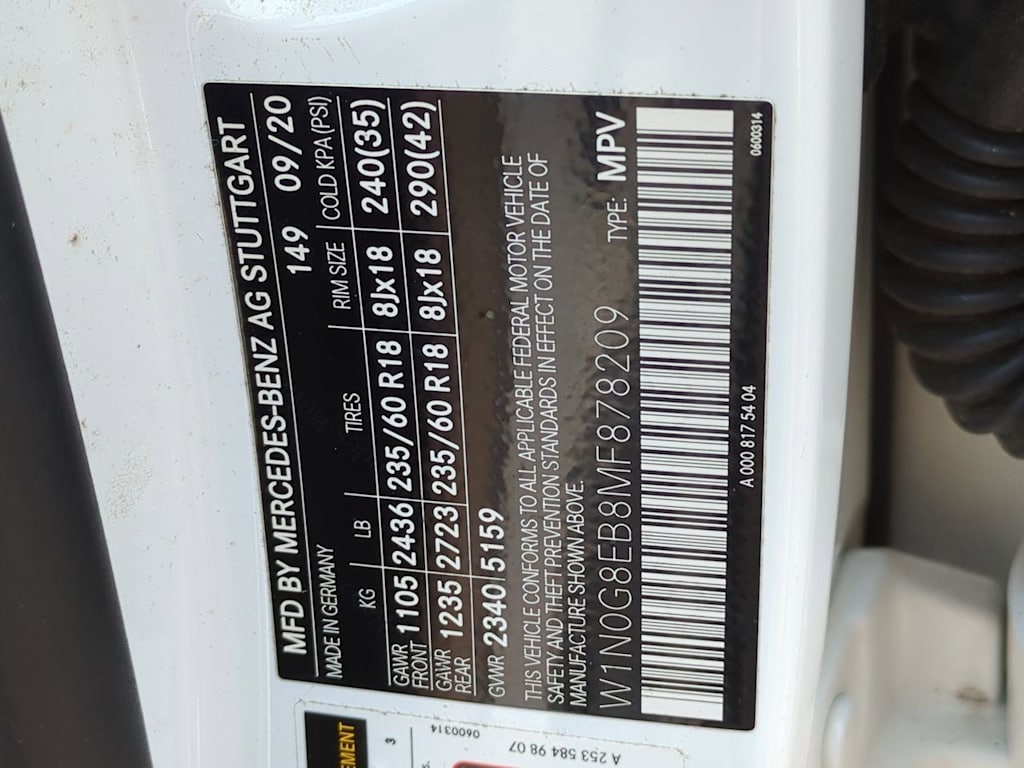 MFD BY MERCEDES-BENZ AG STUTTGART
MADE IN GERMANY 149 09/20
KG LB TIRES RIM SIZE COLD KPA (PSI)
GAWR FRONT 1105 2436 235/60 R18 8Jx18 240(35)
GAWR REAR 1235 2723 235/60 R18 8Jx18 290(42)
GVWR 2340 5159
THIS VEHICLE CONFORMS TO ALL APPLICABLE FEDERAL MOTOR VEHICLE
SAFETY AND THEFT PREVENTION STANDARDS IN EFFECT ON THE DATE OF
MANUFACTURE SHOWN ABOVE.
W1N0G8EB8MF878209 TYPE: MPV
A 000 817 54 04 0600314
EMENT
3
0600314
A 253 584 98 07